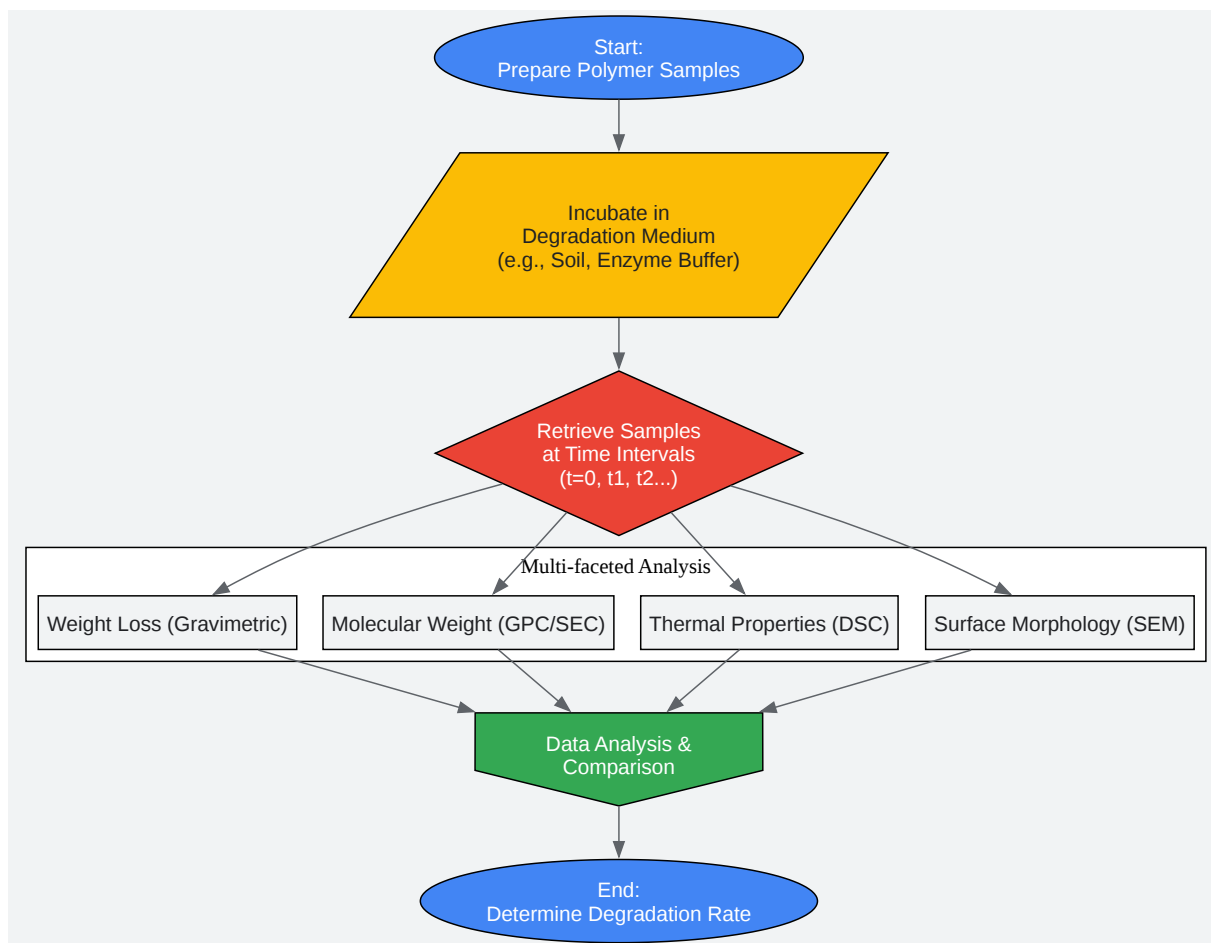 Start:
Prepare Polymer Samples
Incubate in
Degradation Medium
(e.g., Soil, Enzyme Buffer)
Retrieve Samples
at Time Intervals
(t=0, t1, t2...)
Multi-faceted Analysis
Weight Loss (Gravimetric)
Molecular Weight (GPC/SEC)
Thermal Properties (DSC)
Surface Morphology (SEM)
Data Analysis &
Comparison
End:
Determine Degradation Rate